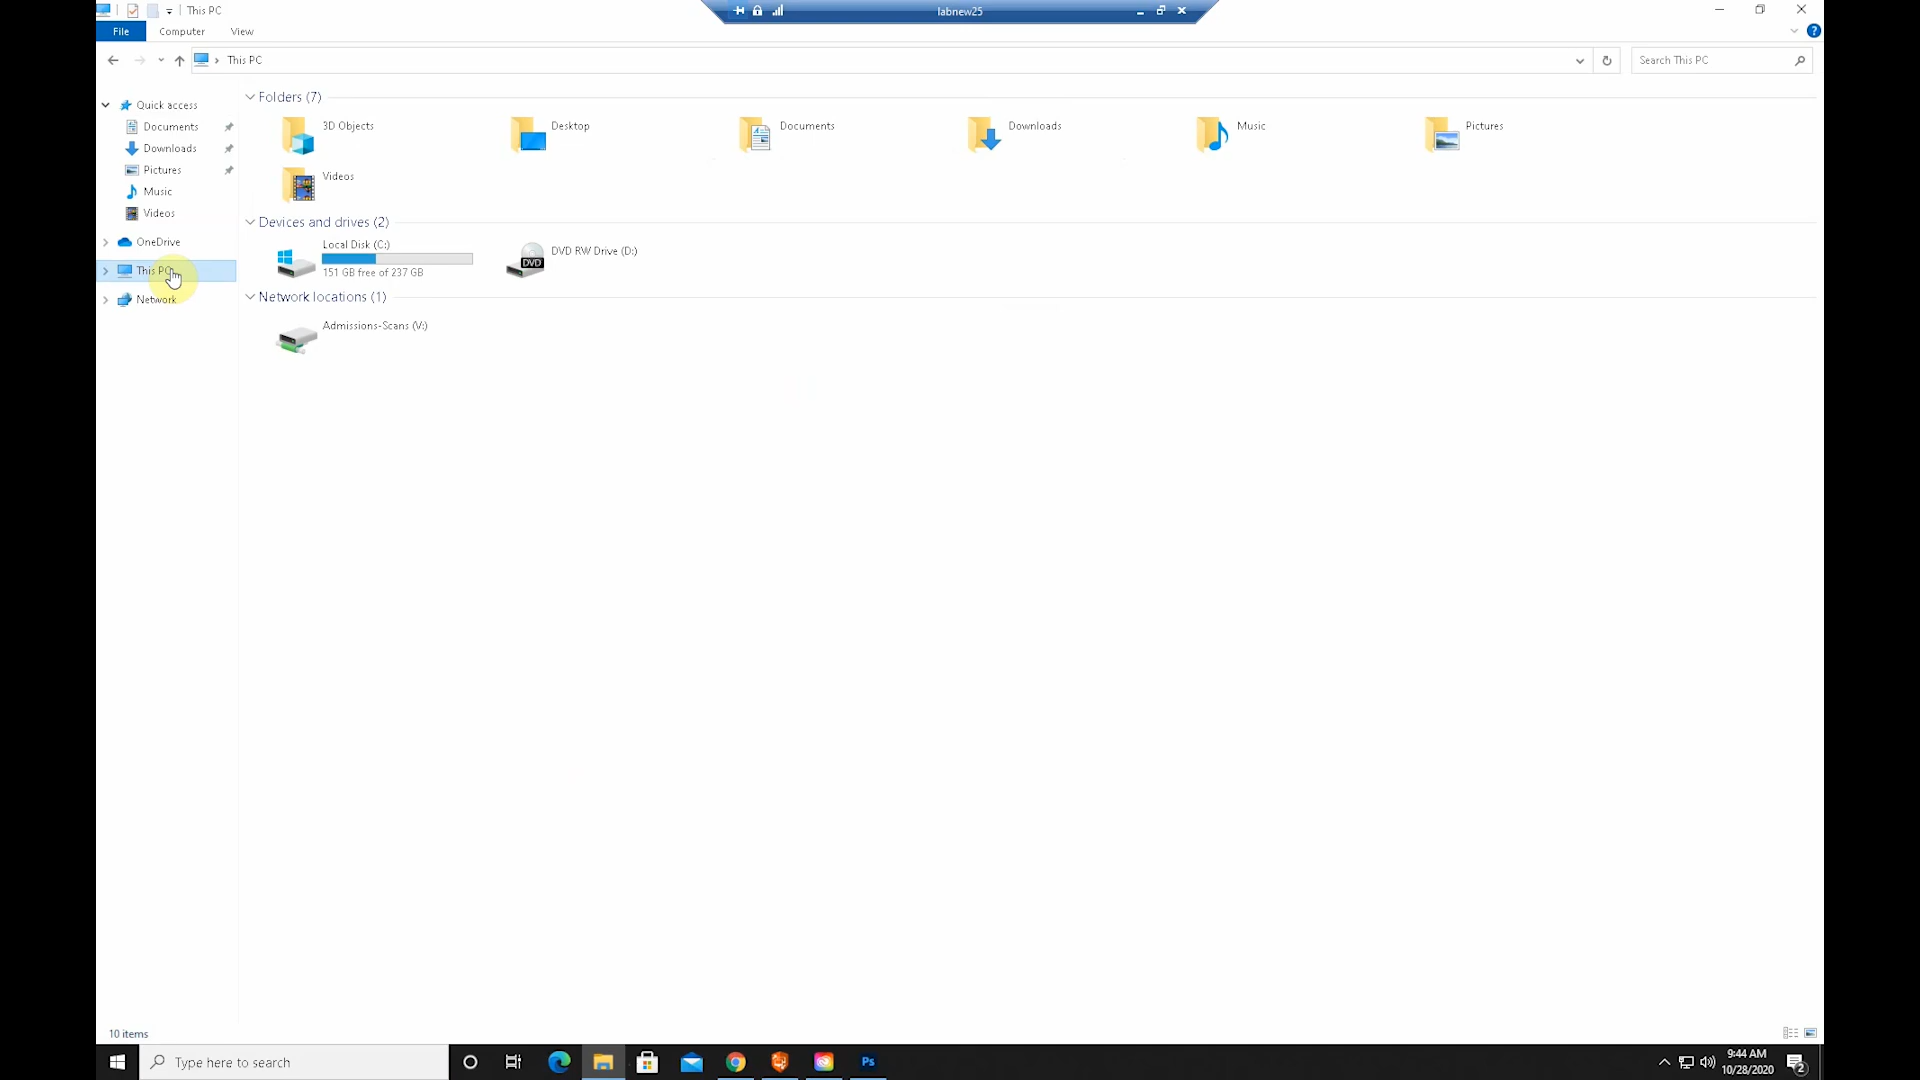 This PC
labnew25
File Computer View
This PC
Search This PC
Quick access
Documents
Downloads
Pictures
Music
Videos
OneDrive
This PC
Network
Folders (7)
3D Objects
Desktop
Documents
Downloads
Music
Pictures
Videos
Devices and drives (2)
Local Disk (C:)
151 GB free of 237 GB
DVD
DVD RW Drive (D:)
Network locations (1)
Admissions-Scans (V:)
10 items
Type here to search
Ps
9:44 AM
10/28/2020
2